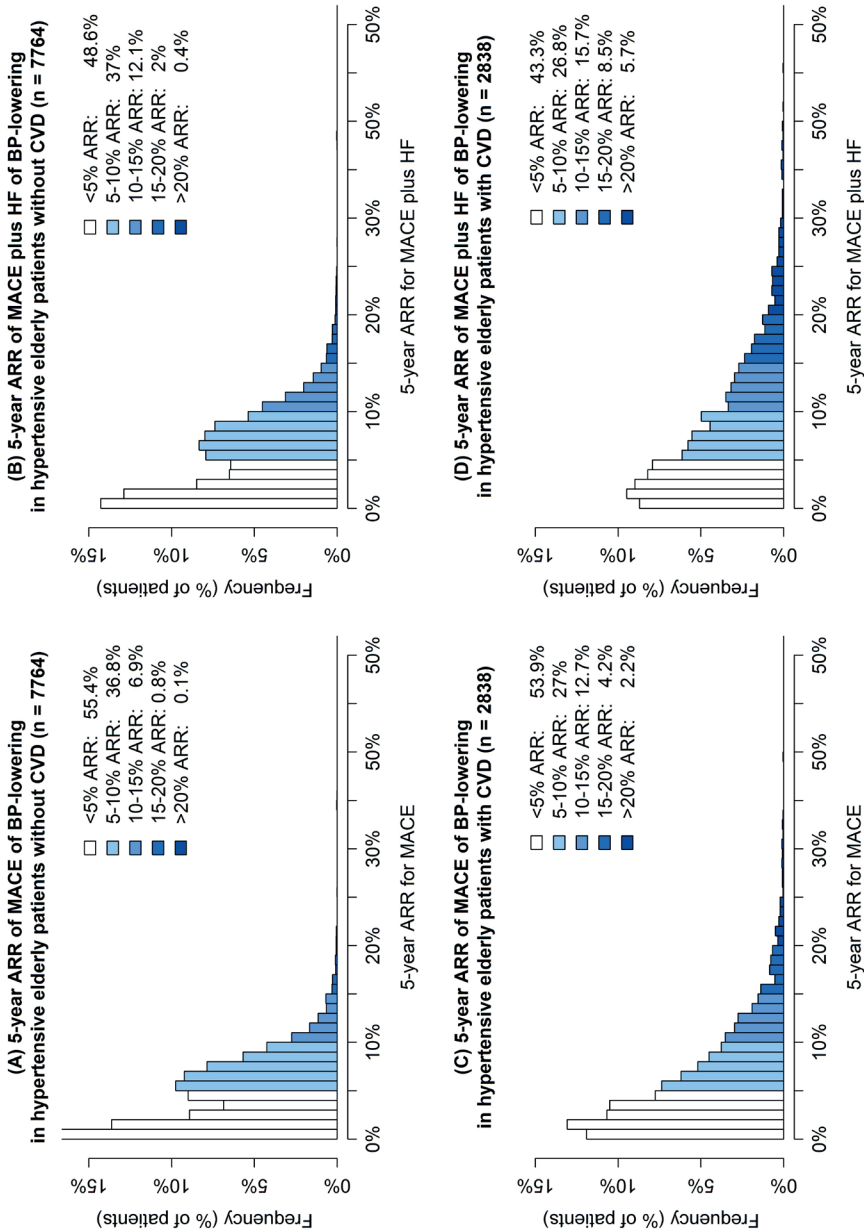 (A) 5-year ARR of MACE of BP-lowering
in hypertensive elderly patients without CVD (n = 7764)
Frequency (% of patients)
15%
10%
5%
0%
<5% ARR: 55.4%
5-10% ARR: 36.8%
10-15% ARR: 6.9%
15-20% ARR: 0.8%
>20% ARR: 0.1%
0% 10% 20% 30% 50%
5-year ARR for MACE
(B) 5-year ARR of MACE plus HF of BP-lowering
in hypertensive elderly patients without CVD (n = 7764)
Frequency (% of patients)
15%
10%
5%
0%
<5% ARR: 48.6%
5-10% ARR: 37%
10-15% ARR: 12.1%
15-20% ARR: 2%
>20% ARR: 0.4%
0% 10% 20% 30% 50% 50%
5-year ARR for MACE plus HF
(C) 5-year ARR of MACE of BP-lowering
in hypertensive elderly patients with CVD (n = 2838)
Frequency (% of patients)
15%
10%
5%
0%
<5% ARR: 53.9%
5-10% ARR: 27%
10-15% ARR: 12.7%
15-20% ARR: 4.2%
>20% ARR: 2.2%
0% 10% 20% 30% 50%
5-year ARR for MACE
(D) 5-year ARR of MACE plus HF of BP-lowering
in hypertensive elderly patients with CVD (n = 2838)
Frequency (% of patients)
15%
10%
5%
0%
<5% ARR: 43.3%
5-10% ARR: 26.8%
10-15% ARR: 15.7%
15-20% ARR: 8.5%
>20% ARR: 5.7%
0% 10% 20% 30% 50% 50%
5-year ARR for MACE plus HF